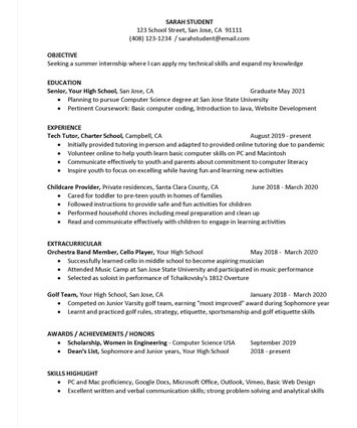 SARAH STUDENT
123 School Street, San Jose, CA 91111
(408) 123-1234 / sarahstudent@email.com
OBJECTIVE
Seeking a summer internship where I can apply my technical skills and expand my knowledge
EDUCATION
Senior, Your High School, San Jose, CA Graduate May 2021
• Planning to pursue Computer Science degree at San Jose State University
• Pertinent Coursework: Basic computer coding, Introduction to Java, Website Development
EXPERIENCE
Tech Tutor, Charter School, Campbell, CA August 2019 - present
• Initially provided tutoring in person and adapted to provided online tutoring due to pandemic
• Volunteer online to help youth learn basic computer skills on PC and Macintosh
• Communicate effectively to youth and parents about commitment to computer literacy
• Inspire youth to focus on excelling while having fun and learning new activities
Childcare Provider, Private residences, Santa Clara County, CA June 2018 - March 2020
• Cared for toddler to pre-teen youth in homes of families
• Followed instructions to provide safe and fun activities for children
• Performed household chores including meal preparation and clean up
• Read and communicate effectively with children to engage in learning activities
EXTRACURRICULAR
Orchestra Band Member, Cello Player, Your High School May 2018 - March 2020
• Successfully learned cello in middle school to become aspiring musician
• Attended Music Camp at San Jose State University and participated in music performance
• Selected as soloist in performance of Tchaikovsky's 1812 Overture
Golf Team, Your High School, San Jose, CA January 2018 - March 2020
• Competed on Junior Varsity golf team, earning "most improved" award during Sophomore year
• Learnt and practiced golf rules, strategy, etiquette, sportsmanship and golf etiquette skills
AWARDS / ACHIEVEMENTS / HONORS
• Scholarship, Women in Engineering - Computer Science USA September 2019
• Dean's List, Sophomore and Junior years, Your High School 2018 - present
SKILLS HIGHLIGHT
• PC and Mac proficiency, Google Docs, Microsoft Office, Outlook, Vimeo, Basic Web Design
• Excellent written and verbal communication skills; strong problem solving and analytical skills